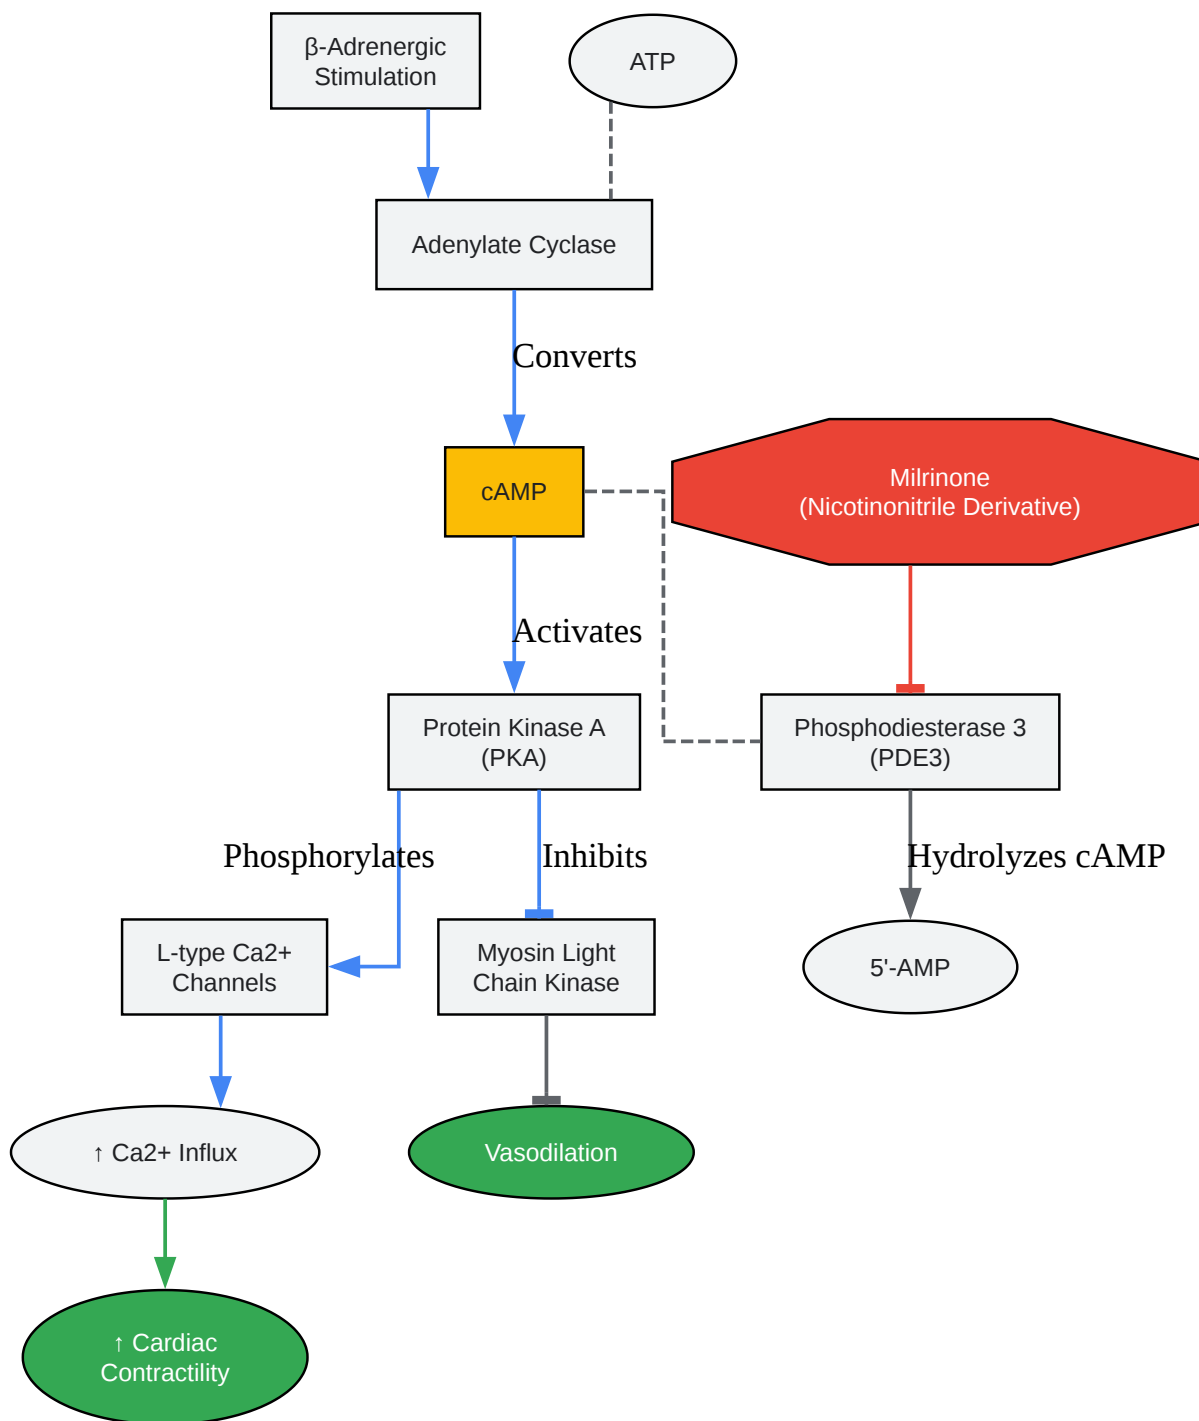 β-Adrenergic
Stimulation
ATP
Adenylate Cyclase
Converts
cAMP
Milrinone
(Nicotinonitrile Derivative)
Activates
Protein Kinase A
(PKA)
Phosphodiesterase 3
(PDE3)
Phosphorylates
Inhibits
Hydrolyzes cAMP
L-type Ca2+
Channels
Myosin Light
Chain Kinase
5'-AMP
↑ Ca2+ Influx
Vasodilation
↑ Cardiac
Contractility